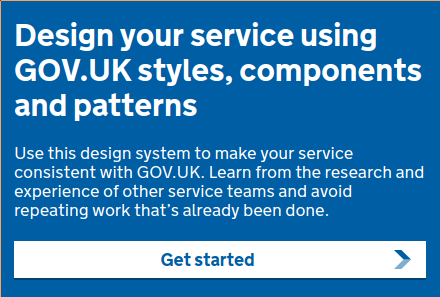 Design your service using
GOV.UK styles, components
and patterns
Use this design system to make your service
consistent with GOV.UK. Learn from the research and
experience of other service teams and avoid
repeating work that’s already been done.
Get started